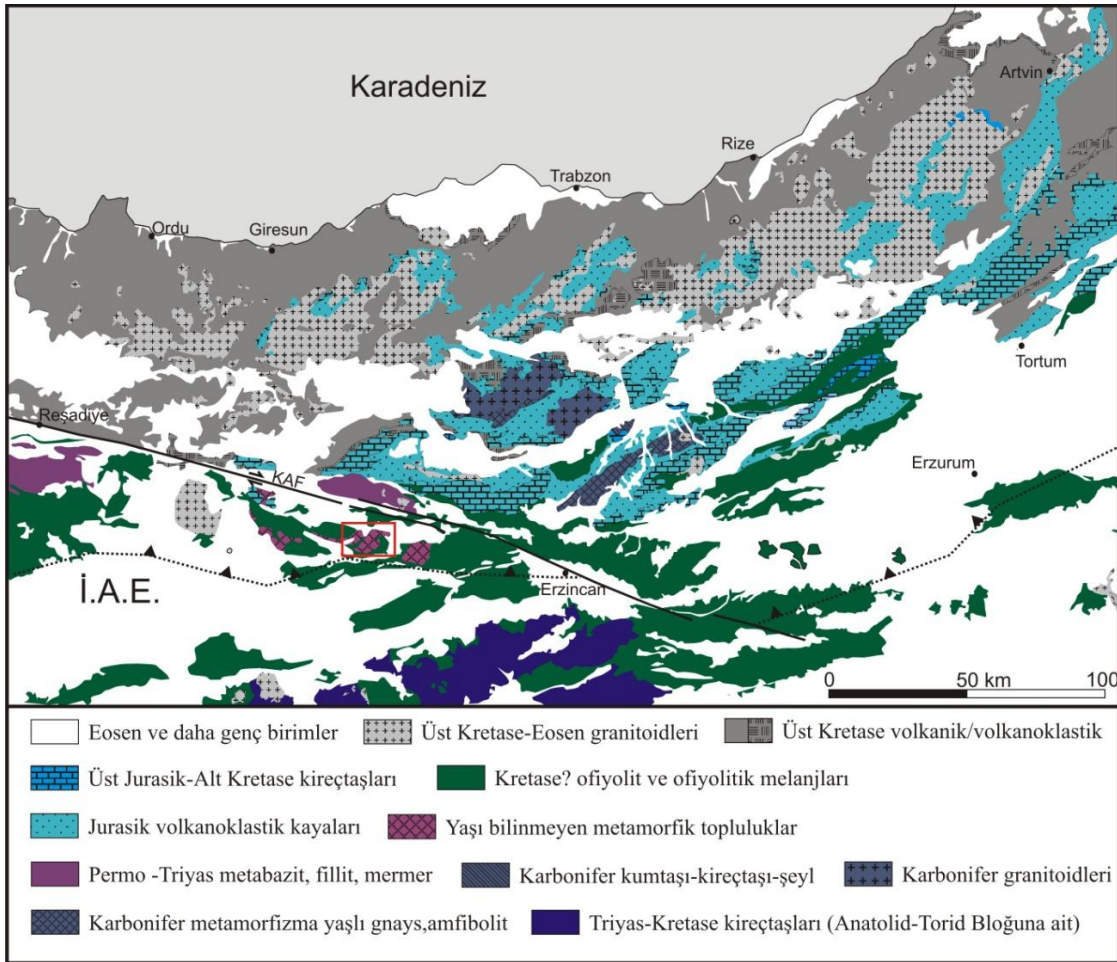 Karadeniz
Artvin
Rize
Trabzon
Ordu
Giresun
Tortum
Reşadiye
KAF
Erzurum
Erzincan
İ.A.E.
0 50 km 100
Eosen ve daha genç birimler
Üst Kretase-Eosen granitoidleri
Üst Kretase volkanik/volkanoklastik
Üst Jurasik-Alt Kretase kireçtaşları
Kretase? ofiyolit ve ofiyolitik melanjları
Jurasik volkanoklastik kayaları
Yaşı bilinmeyen metamorfik topluluklar
Permo -Triyas metabazit, fillit, mermer
Karbonifer kumtaşı-kireçtaşı-şeyl
Karbonifer granitoidleri
Karbonifer metamorfizma yaşlı gnays,amfibolit
Triyas-Kretase kireçtaşları (Anatolid-Torid Bloğuna ait)